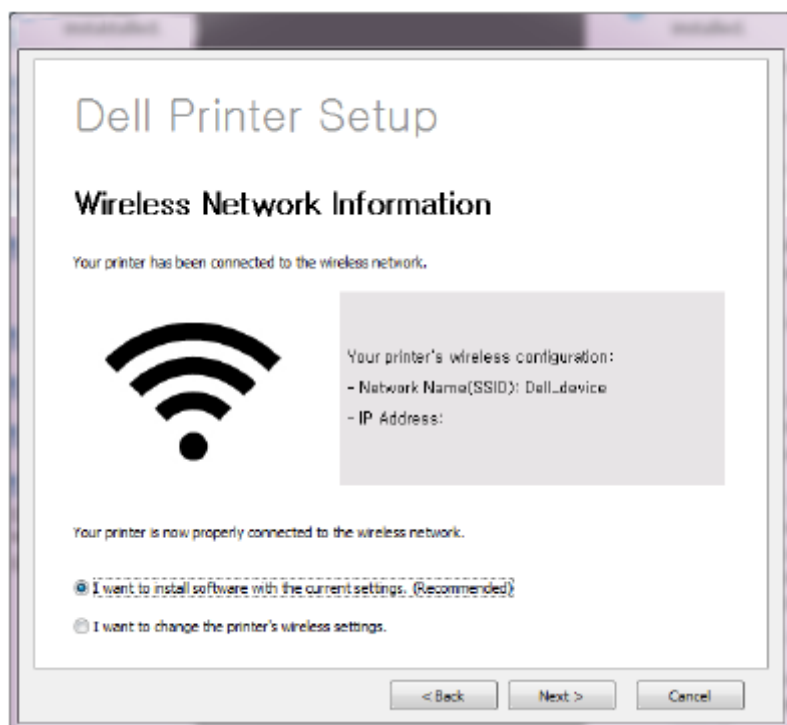 Dell Printer Setup
Wireless Network Information
Your printer has been connected to the wireless network.
Your printer's wireless configuration:
- Network Name(SSID): Dell_device
- IP Address:
Your printer is now properly connected to the wireless network.
I want to install software with the current settings. (Recommended)
I want to change the printer's wireless settings.
< Back
Next >
Cancel